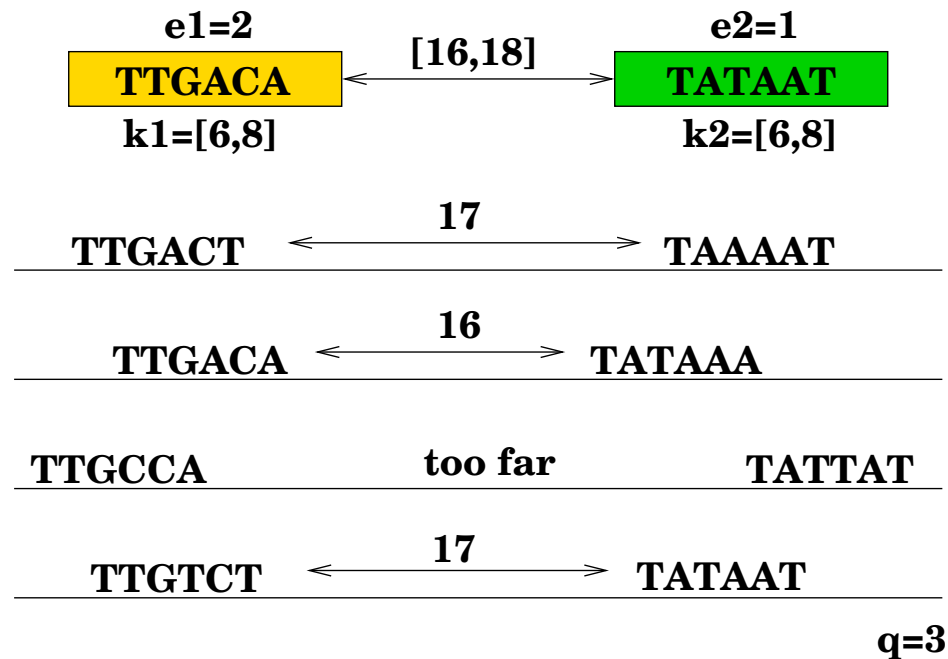 e1=2 [16,18] e2=1
TTGACA TATAAT
k1=[6,8] k2=[6,8]
17
TTGACT TAAAAT
16
TTGACA TATAAA
TTGCCA too far TATTAT
17
TTGTCT TATAAT
q=3